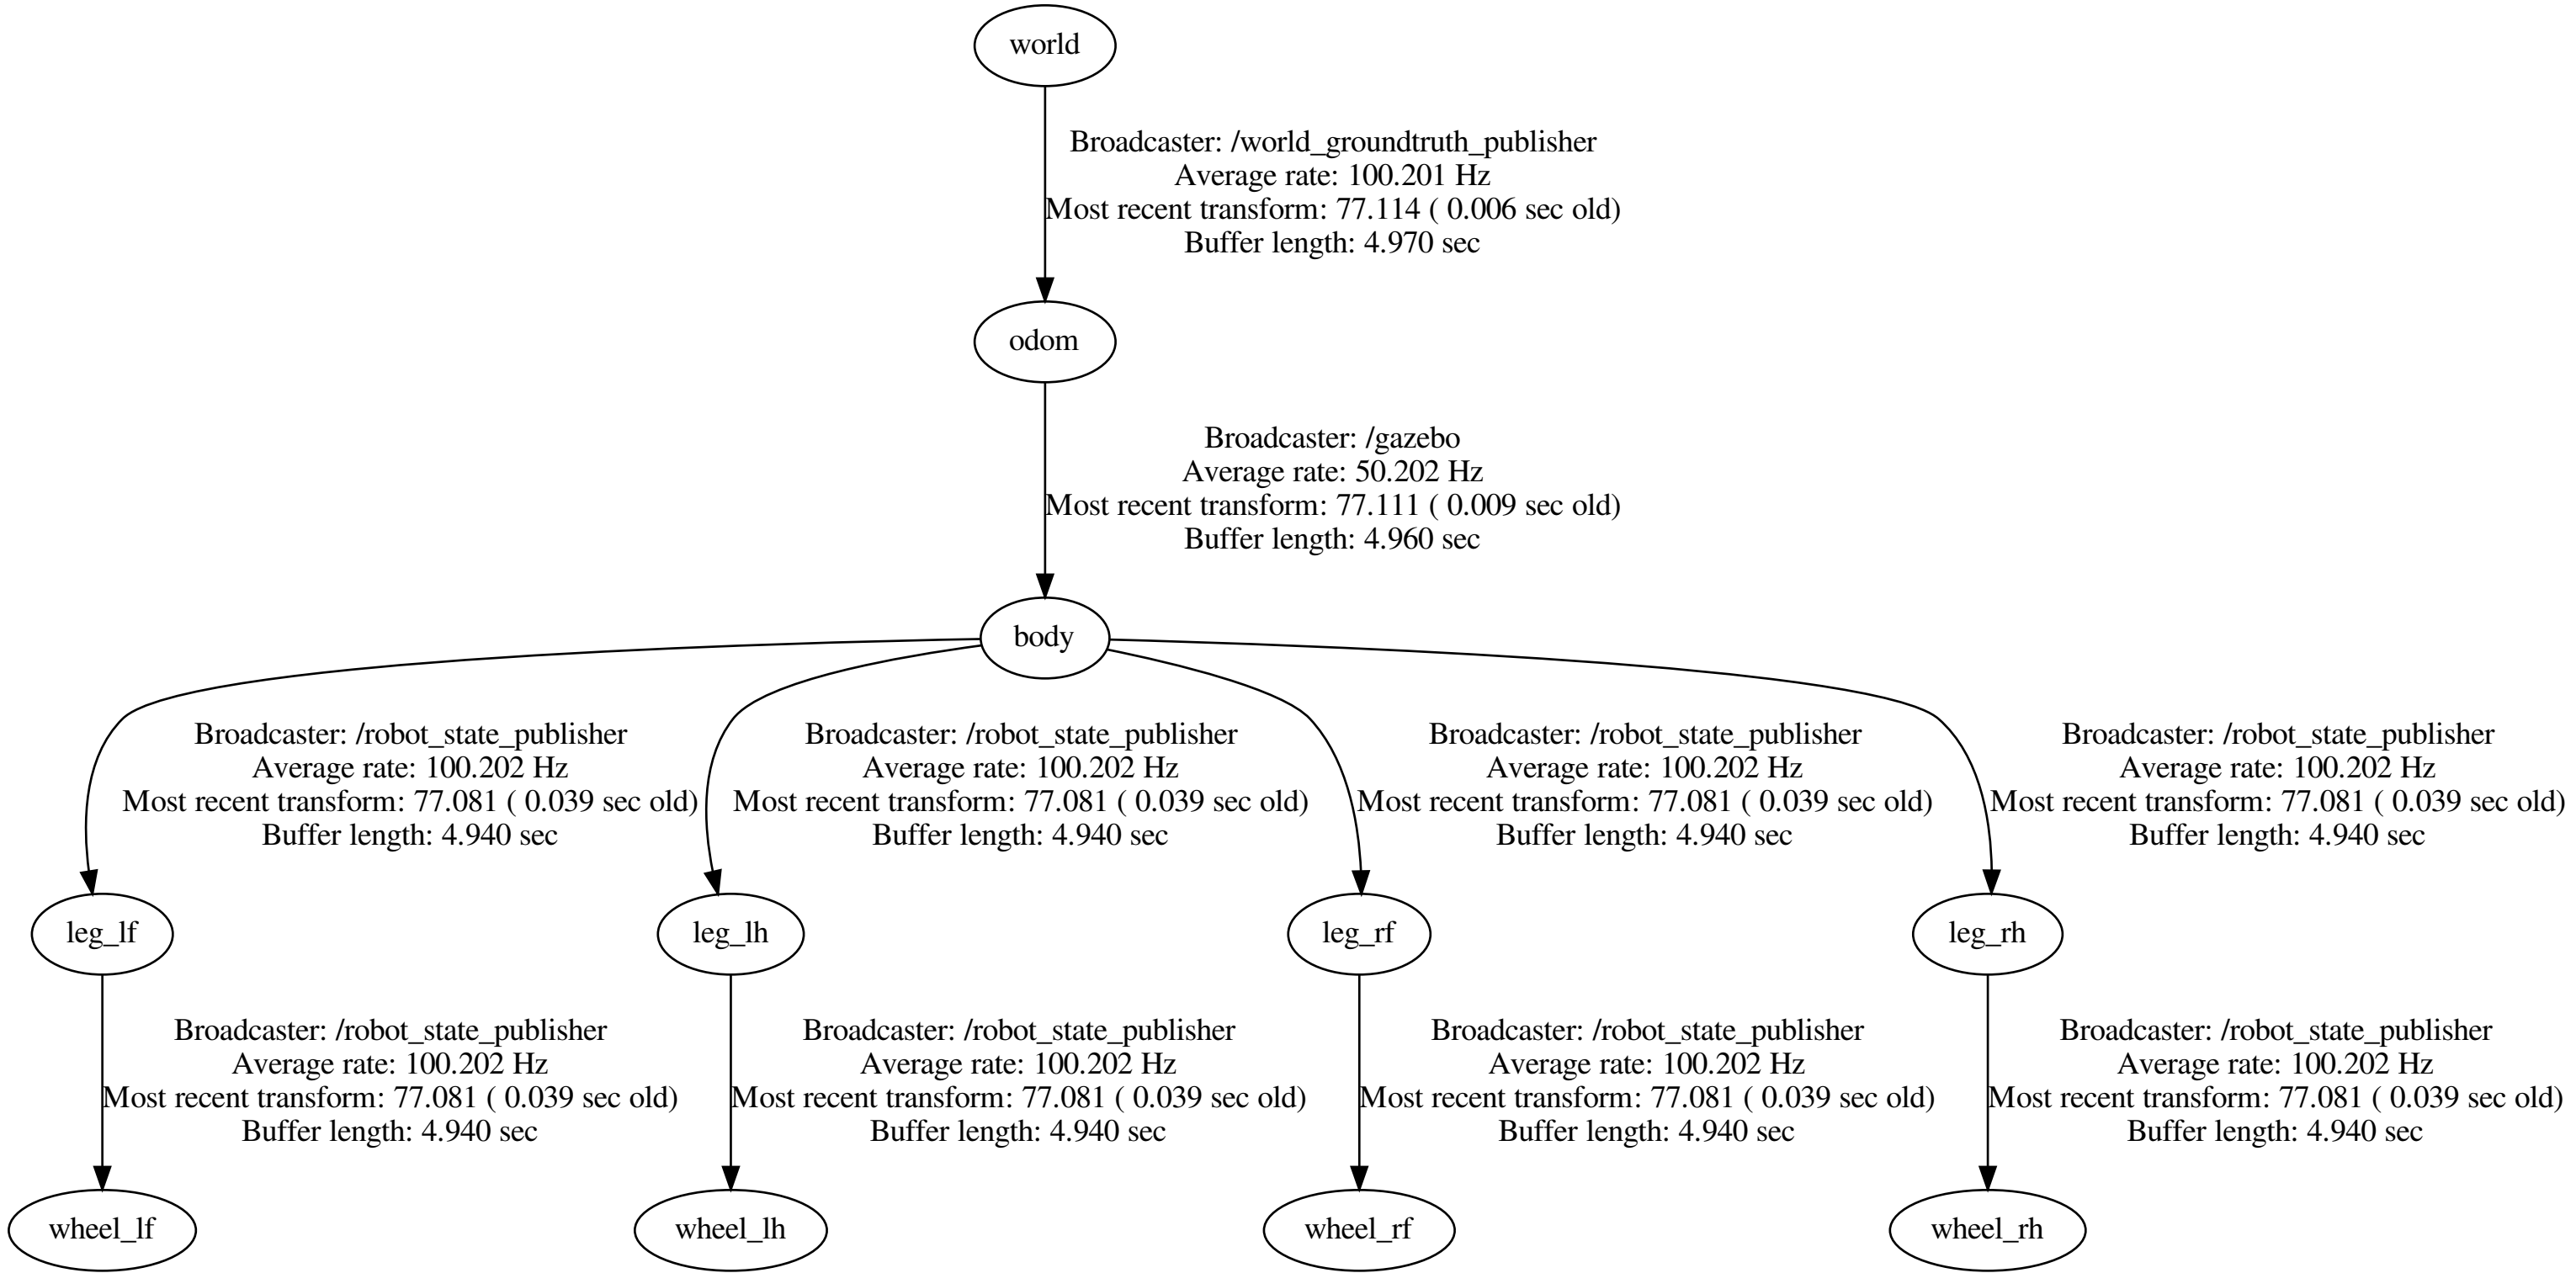 world
Broadcaster: /world_groundtruth_publisher
Average rate: 100.201 Hz
Most recent transform: 77.114 ( 0.006 sec old)
Buffer length: 4.970 sec
odom
Broadcaster: /gazebo
Average rate: 50.202 Hz
Most recent transform: 77.111 ( 0.009 sec old)
Buffer length: 4.960 sec
body
Broadcaster: /robot_state_publisher
Average rate: 100.202 Hz
Most recent transform: 77.081 ( 0.039 sec old)
Buffer length: 4.940 sec
Broadcaster: /robot_state_publisher
Average rate: 100.202 Hz
Most recent transform: 77.081 ( 0.039 sec old)
Buffer length: 4.940 sec
Broadcaster: /robot_state_publisher
Average rate: 100.202 Hz
Most recent transform: 77.081 ( 0.039 sec old)
Buffer length: 4.940 sec
Broadcaster: /robot_state_publisher
Average rate: 100.202 Hz
Most recent transform: 77.081 ( 0.039 sec old)
Buffer length: 4.940 sec
leg_lf
leg_lh
leg_rf
leg_rh
Broadcaster: /robot_state_publisher
Average rate: 100.202 Hz
Most recent transform: 77.081 ( 0.039 sec old)
Buffer length: 4.940 sec
Broadcaster: /robot_state_publisher
Average rate: 100.202 Hz
Most recent transform: 77.081 ( 0.039 sec old)
Buffer length: 4.940 sec
Broadcaster: /robot_state_publisher
Average rate: 100.202 Hz
Most recent transform: 77.081 ( 0.039 sec old)
Buffer length: 4.940 sec
Broadcaster: /robot_state_publisher
Average rate: 100.202 Hz
Most recent transform: 77.081 ( 0.039 sec old)
Buffer length: 4.940 sec
wheel_lf
wheel_lh
wheel_rf
wheel_rh